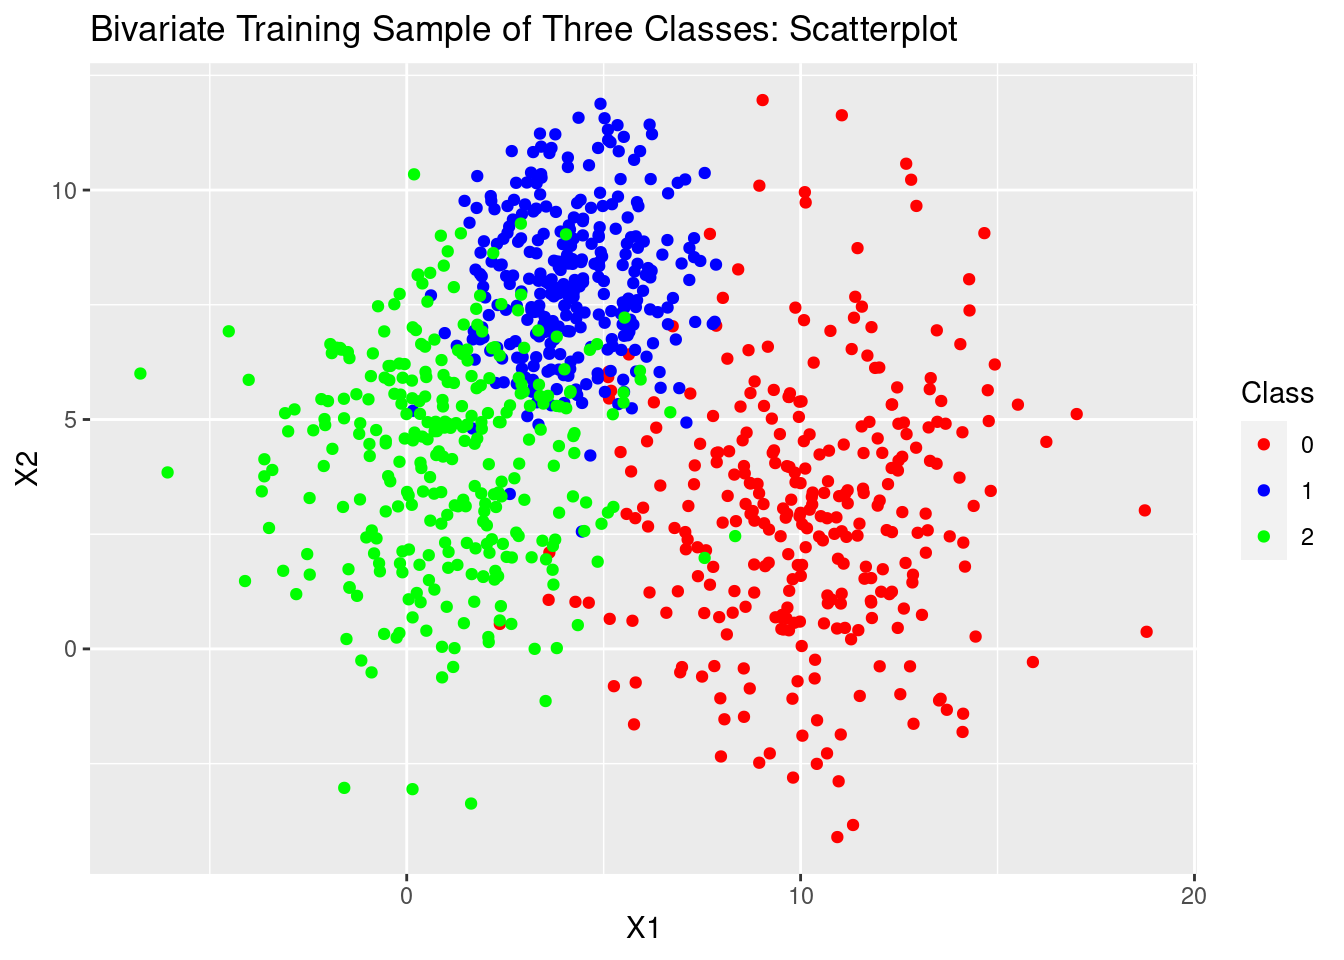 Bivariate Training Sample of Three Classes: Scatterplot
10
5
0
X2
0
10
20
X1
Class
0
1
2